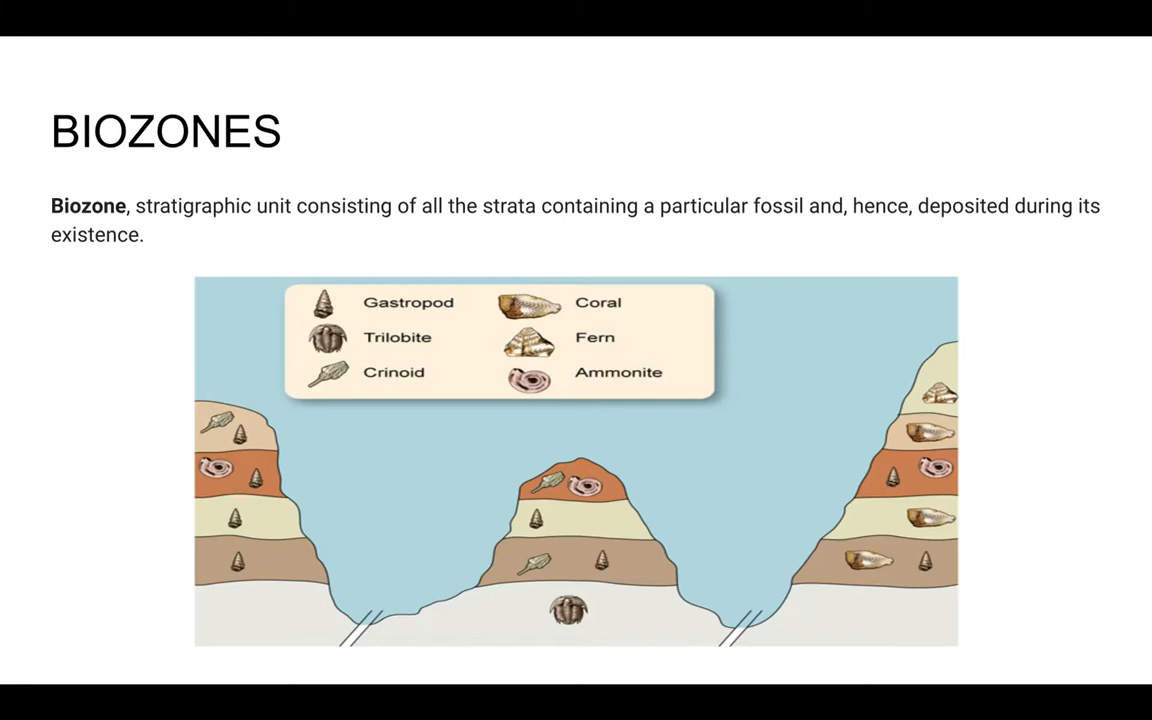 BIOZONES
Biozone, stratigraphic unit consisting of all the strata containing a particular fossil and, hence, deposited during its
existence.
Gastropod
Coral
Trilobite
Fern
Crinoid
Ammonite